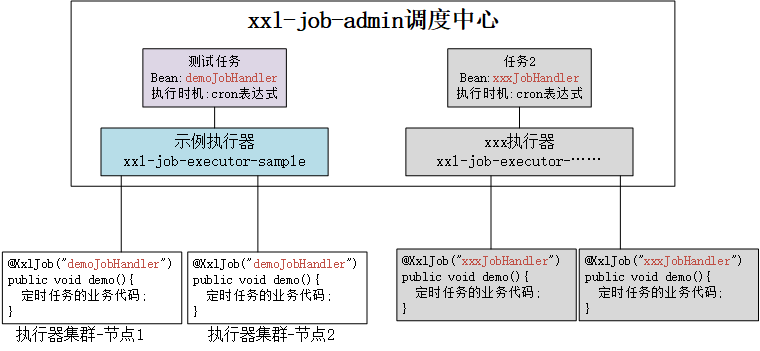 xxl-job-admin调度中心
测试任务
Bean:demoJobHandler
执行时机:cron表达式
任务2
Bean:xxxJobHandler
执行时机:cron表达式
示例执行器
xxl-job-executor-sample
xxx执行器
xxl-job-executor-……
@XxlJob("demoJobHandler")
public void demo(){
定时任务的业务代码;
}
执行器集群-节点1
@XxlJob("demoJobHandler")
public void demo(){
定时任务的业务代码;
}
执行器集群-节点2
@XxlJob("xxxJobHandler")
public void demo(){
定时任务的业务代码;
}
@XxlJob("xxxJobHandler")
public void demo(){
定时任务的业务代码;
}